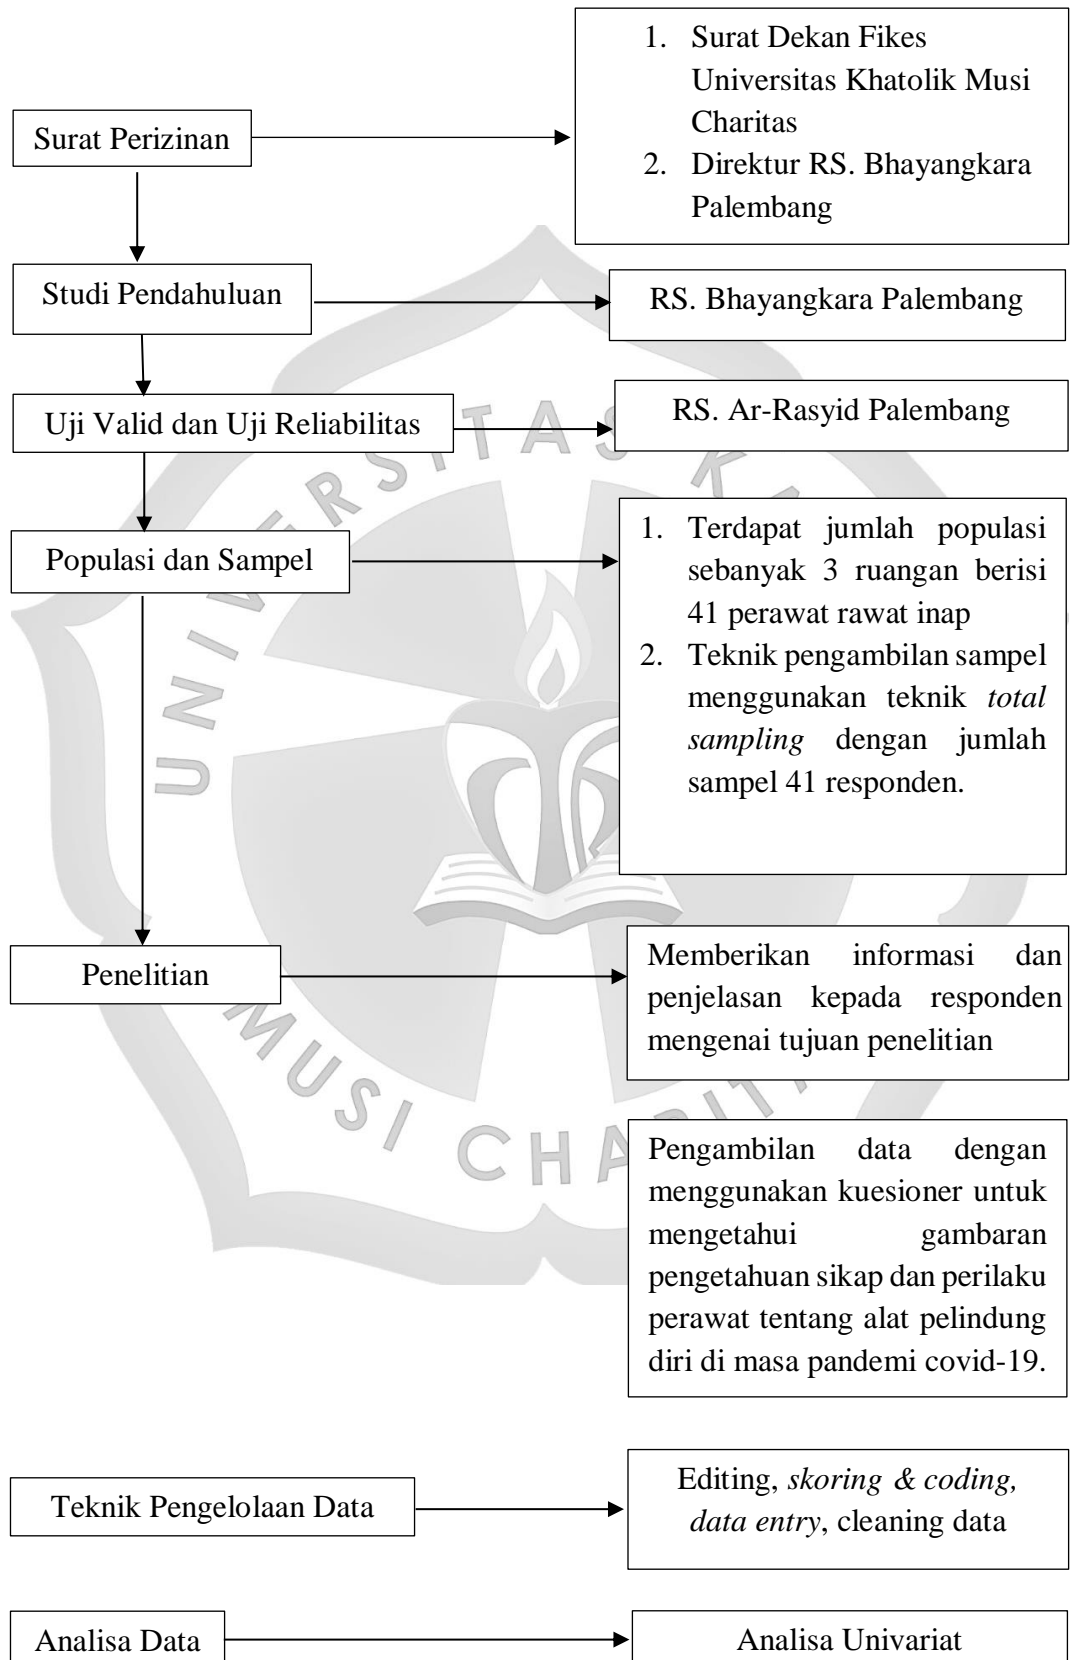 1. Surat Dekan Fikes
Universitas Khatolik Musi
Charitas
2. Direktur RS. Bhayangkara
Palembang
Surat Perizinan
Studi Pendahuluan
RS. Bhayangkara Palembang
Uji Valid dan Uji Reliabilitas
RS. Ar-Rasyid Palembang
Populasi dan Sampel
1. Terdapat jumlah populasi
sebanyak 3 ruangan berisi
41 perawat rawat inap
2. Teknik pengambilan sampel
menggunakan teknik total
sampling dengan jumlah
sampel 41 responden.
Penelitian
Memberikan informasi dan
penjelasan kepada responden
mengenai tujuan penelitian
Pengambilan data dengan
menggunakan kuesioner untuk
mengetahui gambaran
pengetahuan sikap dan perilaku
perawat tentang alat pelindung
diri di masa pandemi covid-19.
Teknik Pengelolaan Data
Editing, skoring & coding,
data entry, cleaning data
Analisa Data
Analisa Univariat
UNIVERSITAS KA
MUSI CHARITA